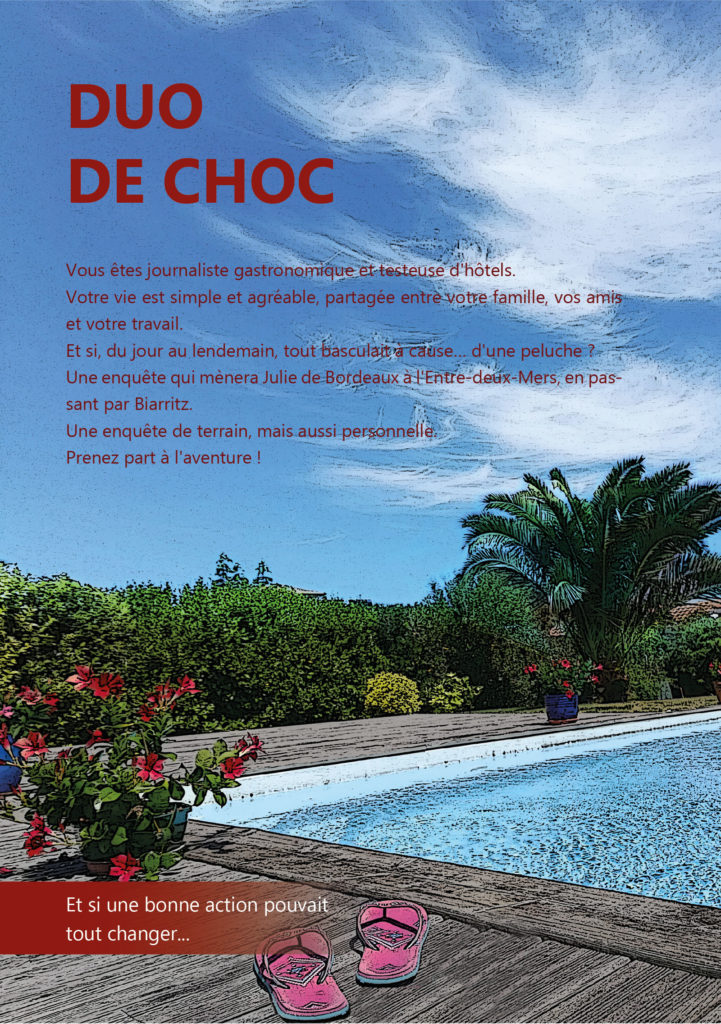 DUO
DE CHOC
Vous êtes journaliste gastronomique et testeuse d'hôtels.
Votre vie est simple et agréable, partagée entre votre famille, vos amis
et votre travail.
Et si, du jour au lendemain, tout basculait à cause... d'une peluche ?
Une enquête qui mènera Julie de Bordeaux à l'Entre-deux-Mers, en pas-
sant par Biarritz.
Une enquête de terrain, mais aussi personnelle.
Prenez part à l'aventure !
Et si une bonne action pouvait
tout changer...